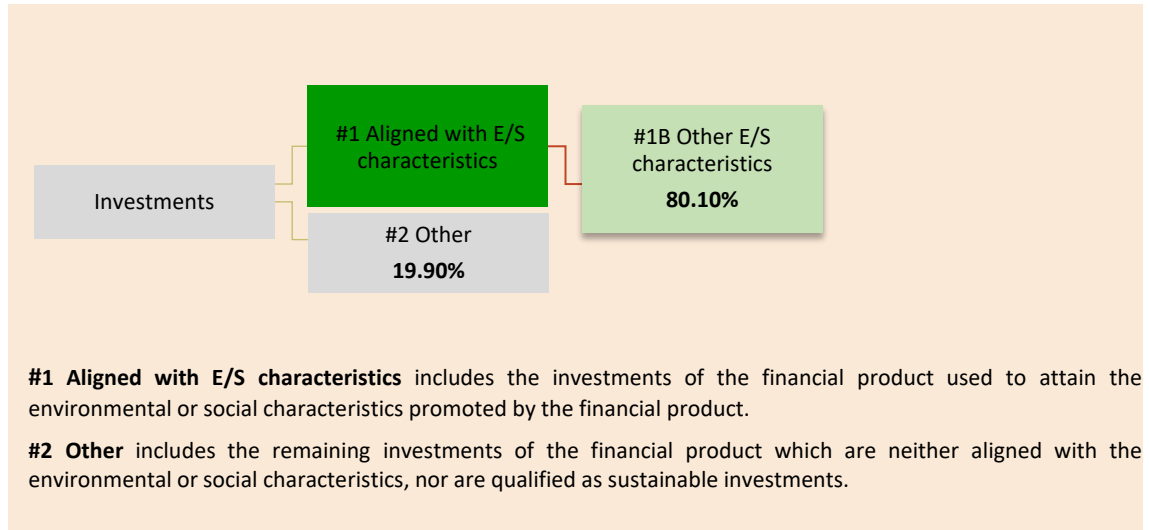 #1 Aligned with E/S
characteristics
#1B Other E/S
characteristics
80.10%
Investments
#2 Other
19.90%
#1 Aligned with E/S characteristics includes the investments of the financial product used to attain the
environmental or social characteristics promoted by the financial product.
#2 Other includes the remaining investments of the financial product which are neither aligned with the
environmental or social characteristics, nor are qualified as sustainable investments.